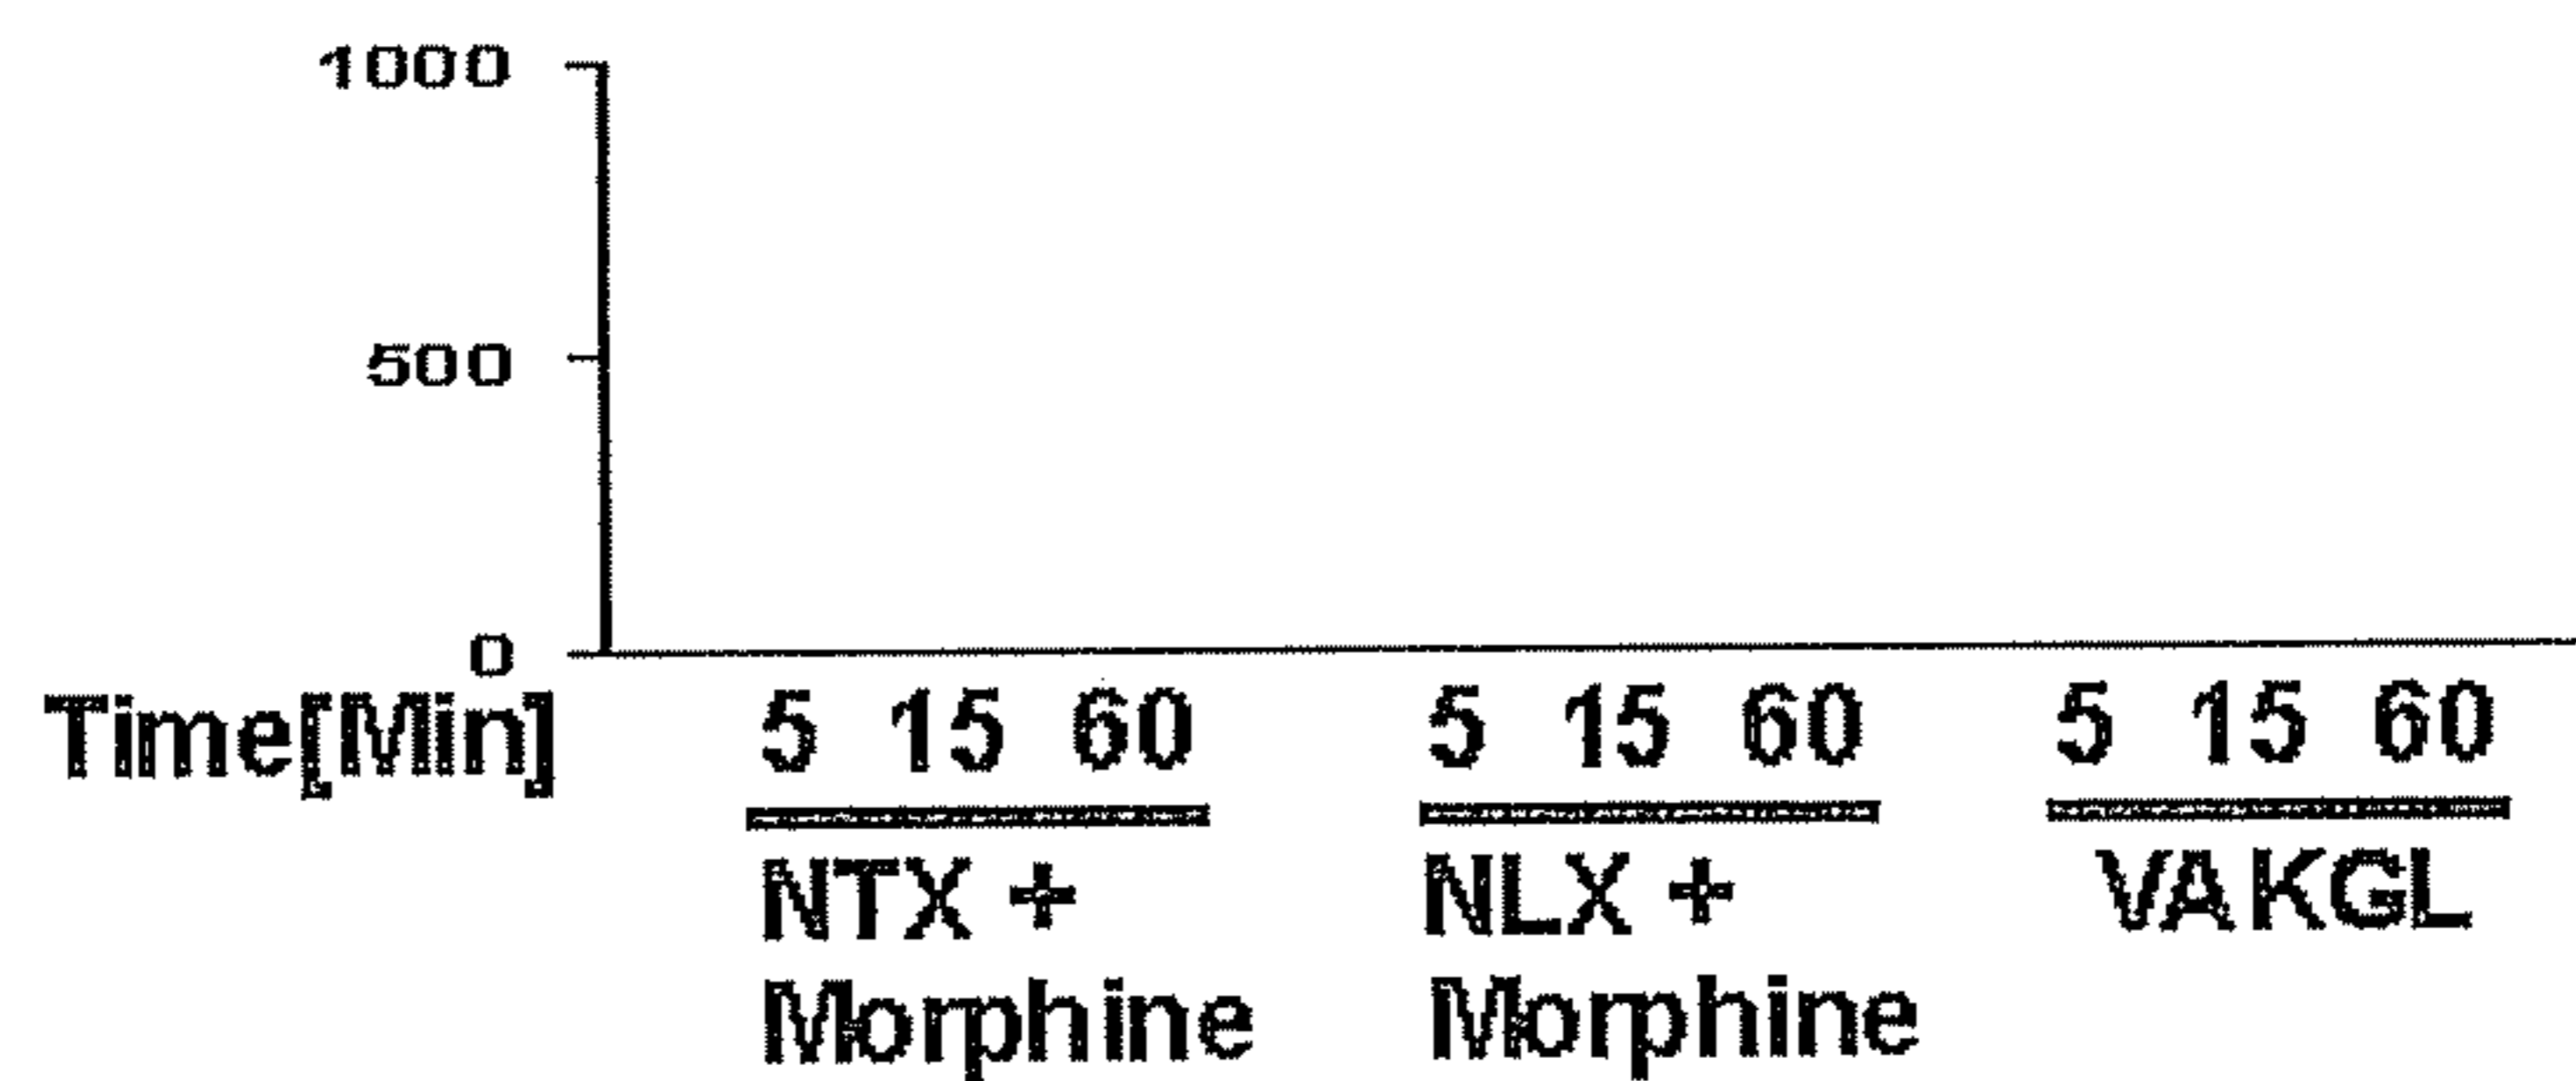 1000
500
0
Time[Min] 5 15 60 5 15 60 5 15 60
NTX + NLX + VAKGL
Morphine Morphine